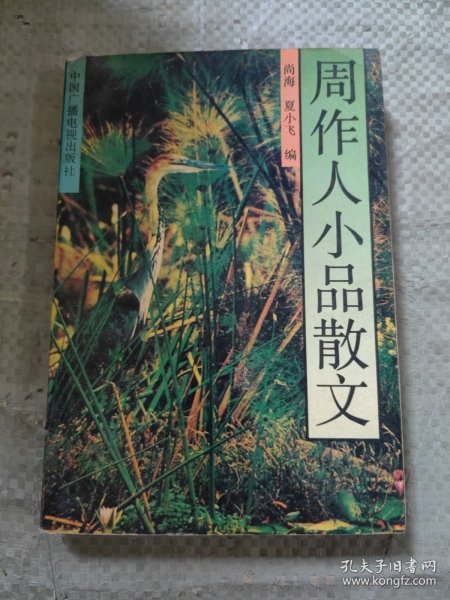 周作人小品散文
尚海 夏小飞 编
中国广播电视出版社
孔夫子旧书网
www.kongfz.com